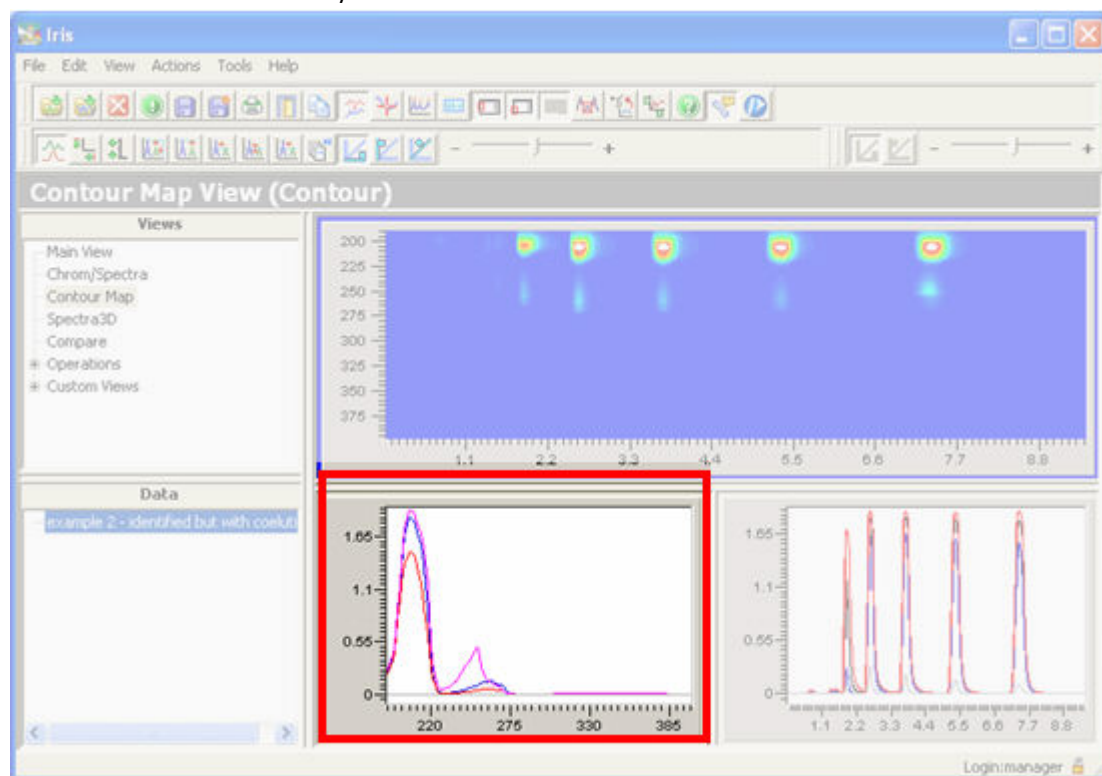 Iris
File Edit View Actions Tools Help
- +
- +
Contour Map View (Contour)
Views
Main View
Chrom/Spectra
Contour Map
Spectra3D
Compare
Operations
Custom Views
200
225
250
275
300
325
350
375
1.1 2.2 3.3 4.4 5.5 6.6 7.7 8.8
Data
example 2 - identified but with coeluti
1.65
1.1
0.55
0
220 275 330 385
1.65
1.1
0.55
0
1.1 2.2 3.3 4.4 5.5 6.6 7.7 8.8
Login:manager